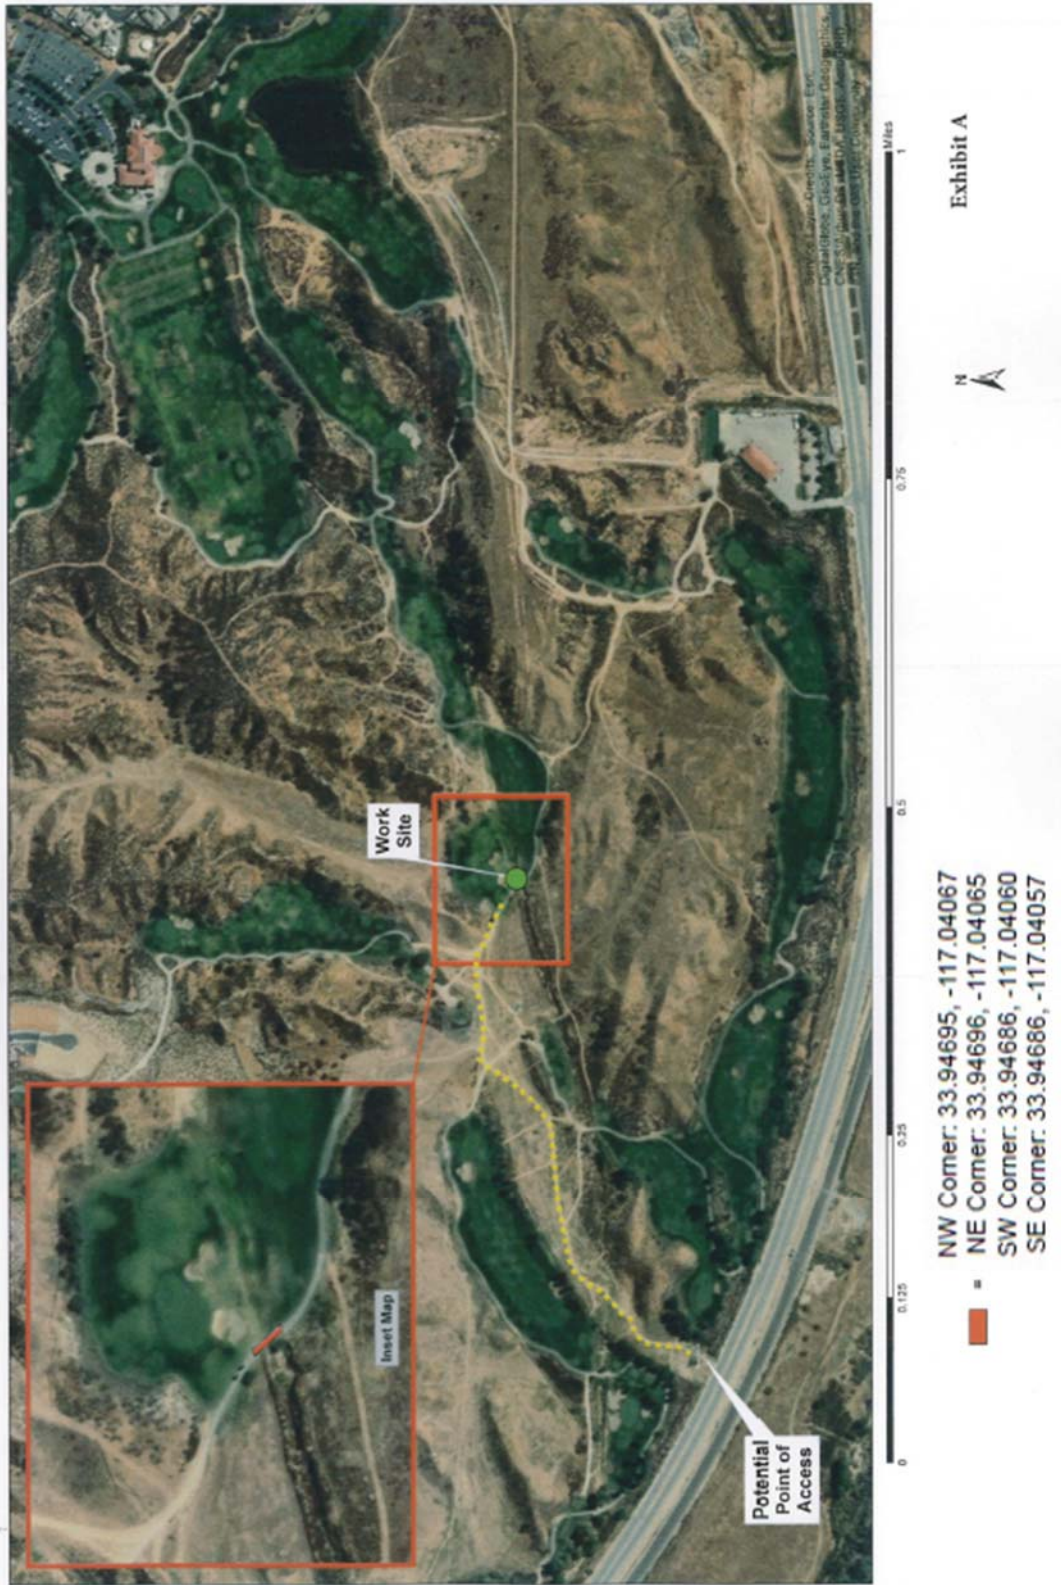 Work
Site
Inset Map
Potential
Point of
Access
0
0.125
0.25
0.5
0.75
1
Miles
N
Exhibit A
= NW Corner: 33.94695, -117.04067
NE Corner: 33.94696, -117.04065
SW Corner: 33.94686, -117.04060
SE Corner: 33.94686, -117.04057